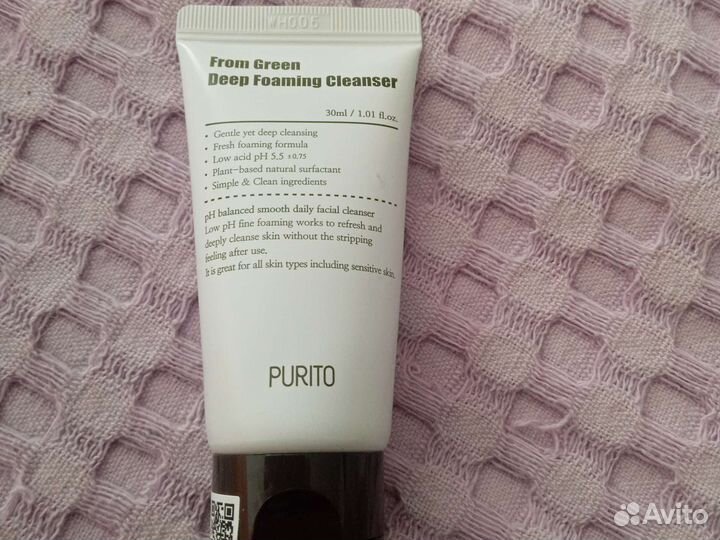 WH006
From Green
Deep Foaming Cleanser
30ml / 1.01 fl.oz.
• Gentle yet deep cleansing
• Fresh foaming formula
• Low acid pH 5.5 ±0.75
• Plant-based natural surfactant
• Simple & Clean ingredients
pH balanced smooth daily facial cleanser
Low pH fine foaming works to refresh and
deeply cleanse skin without the stripping
feeling after use.
It is great for all skin types including sensitive skin.
PURITO
Avito